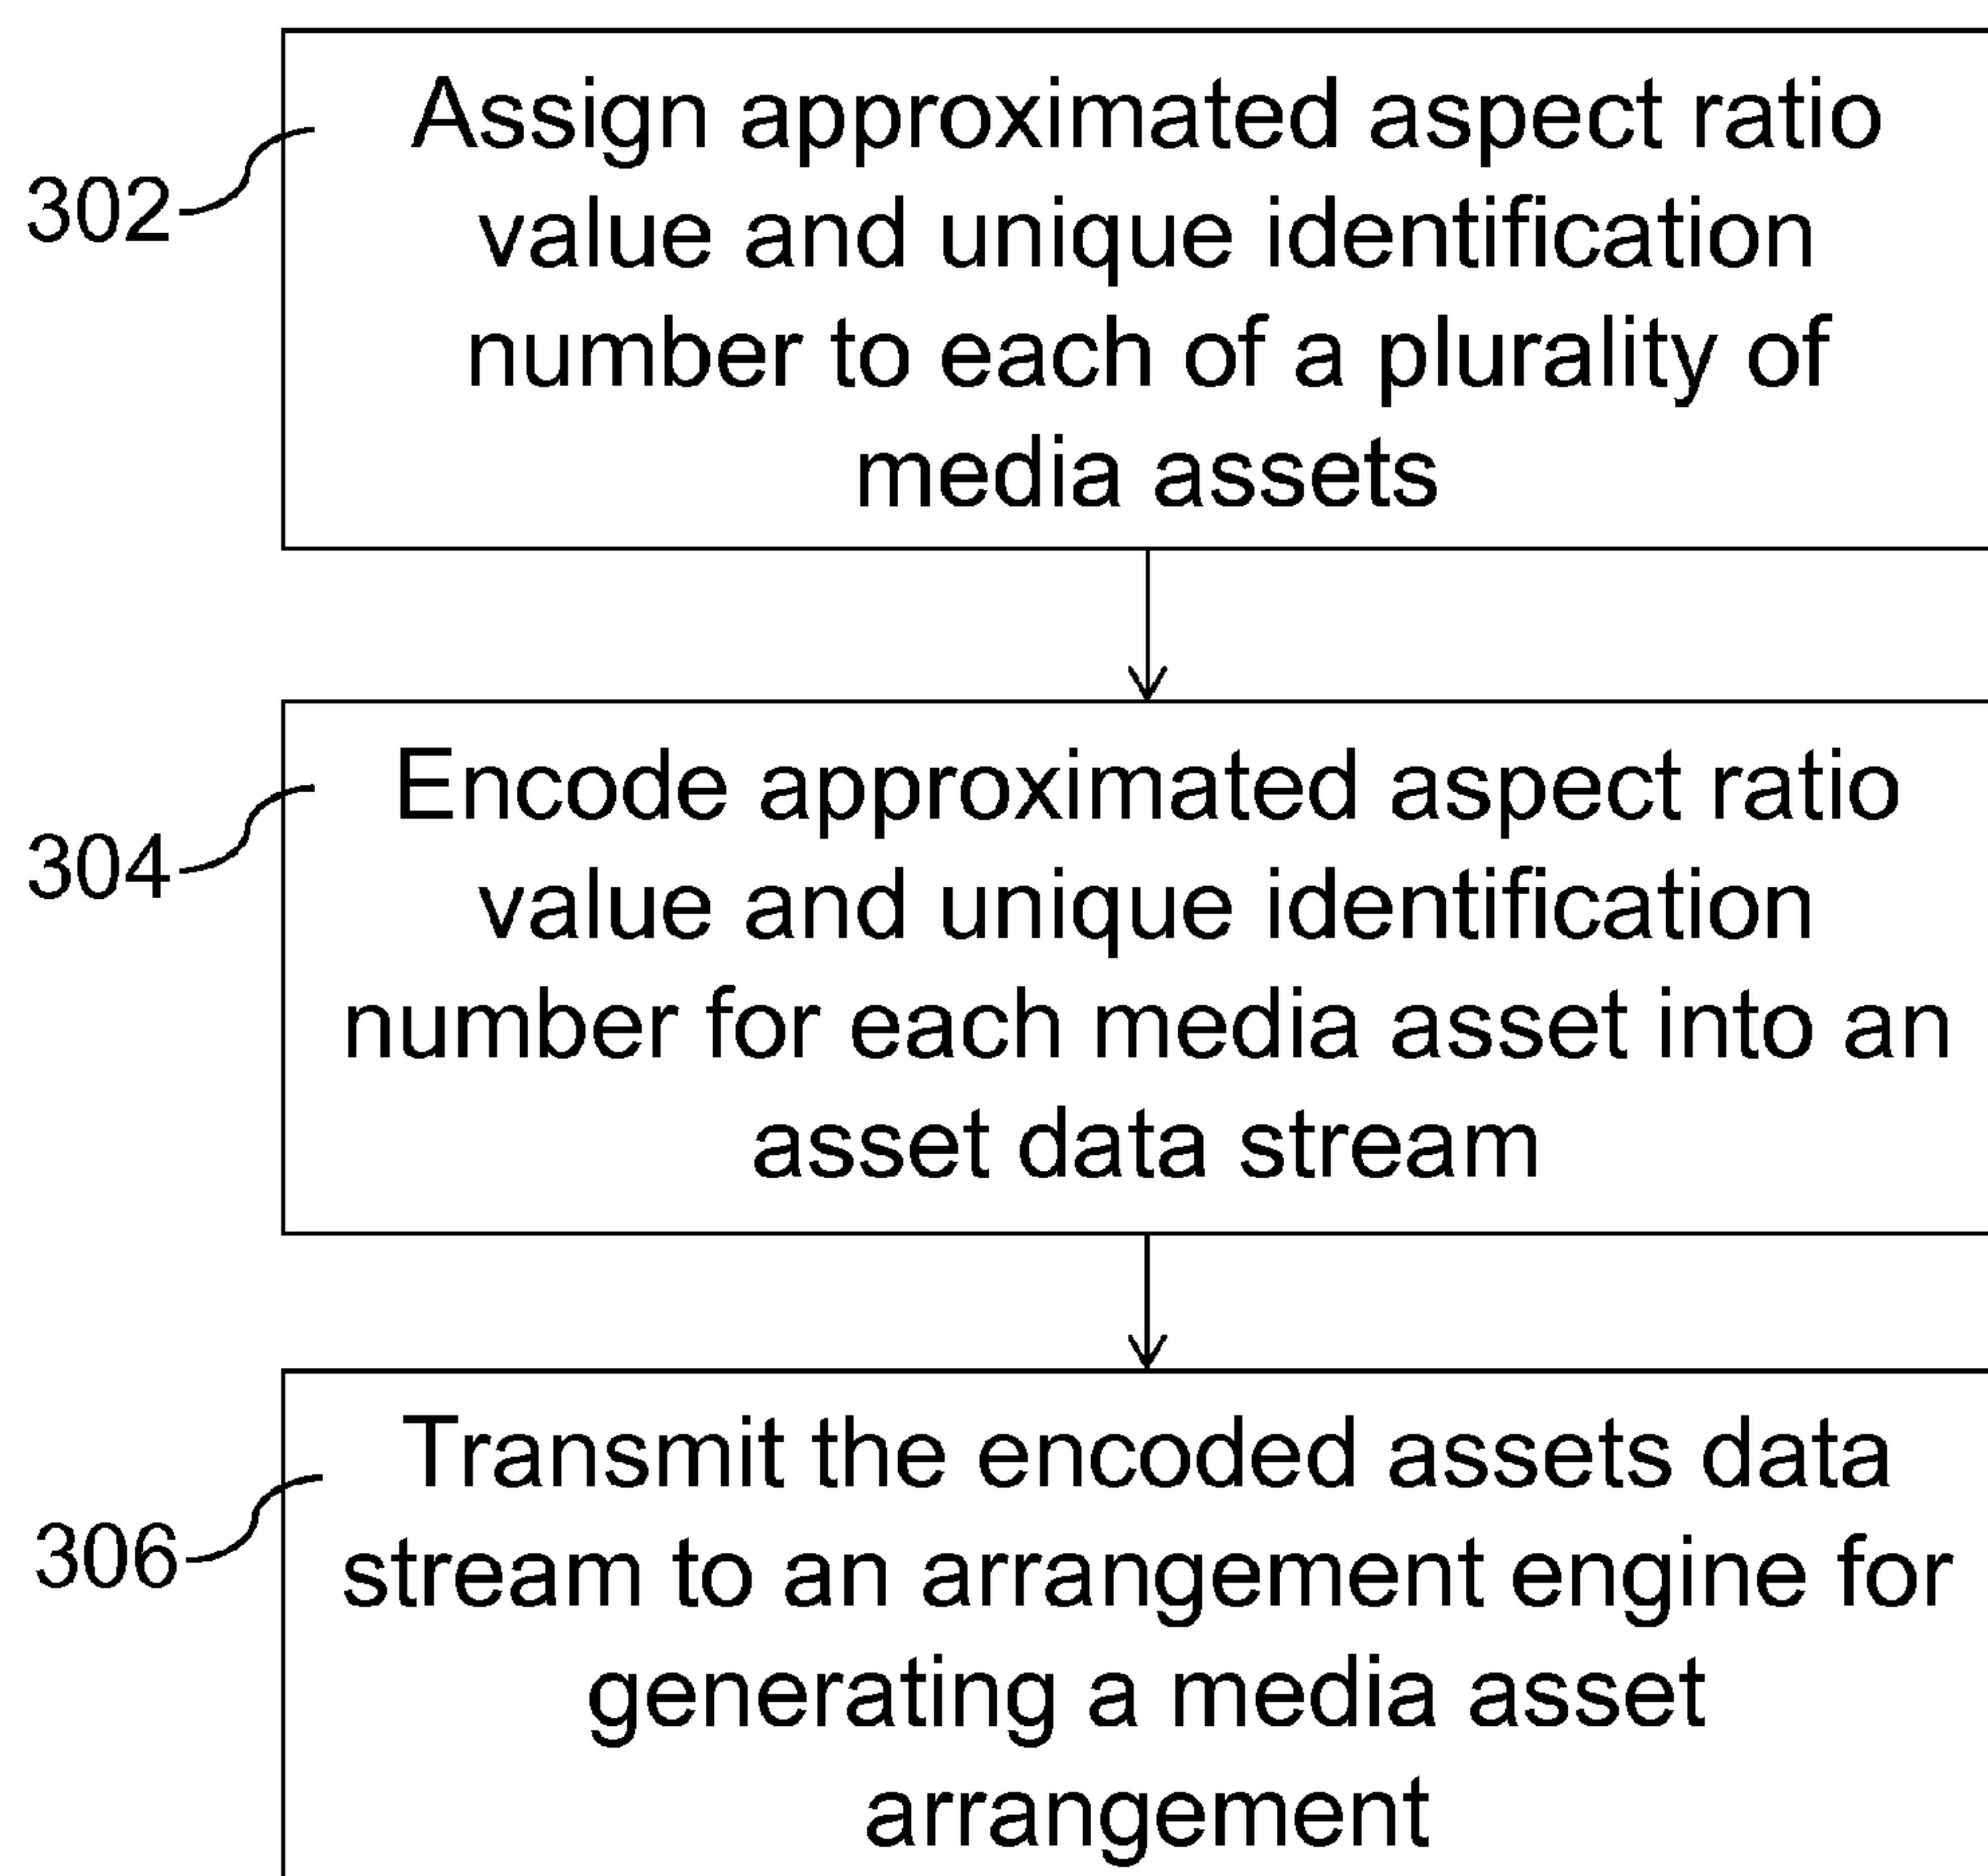 302
Assign approximated aspect ratio
value and unique identification
number to each of a plurality of
media assets
304
Encode approximated aspect ratio
value and unique identification
number for each media asset into an
asset data stream
306
Transmit the encoded assets data
stream to an arrangement engine for
generating a media asset
arrangement